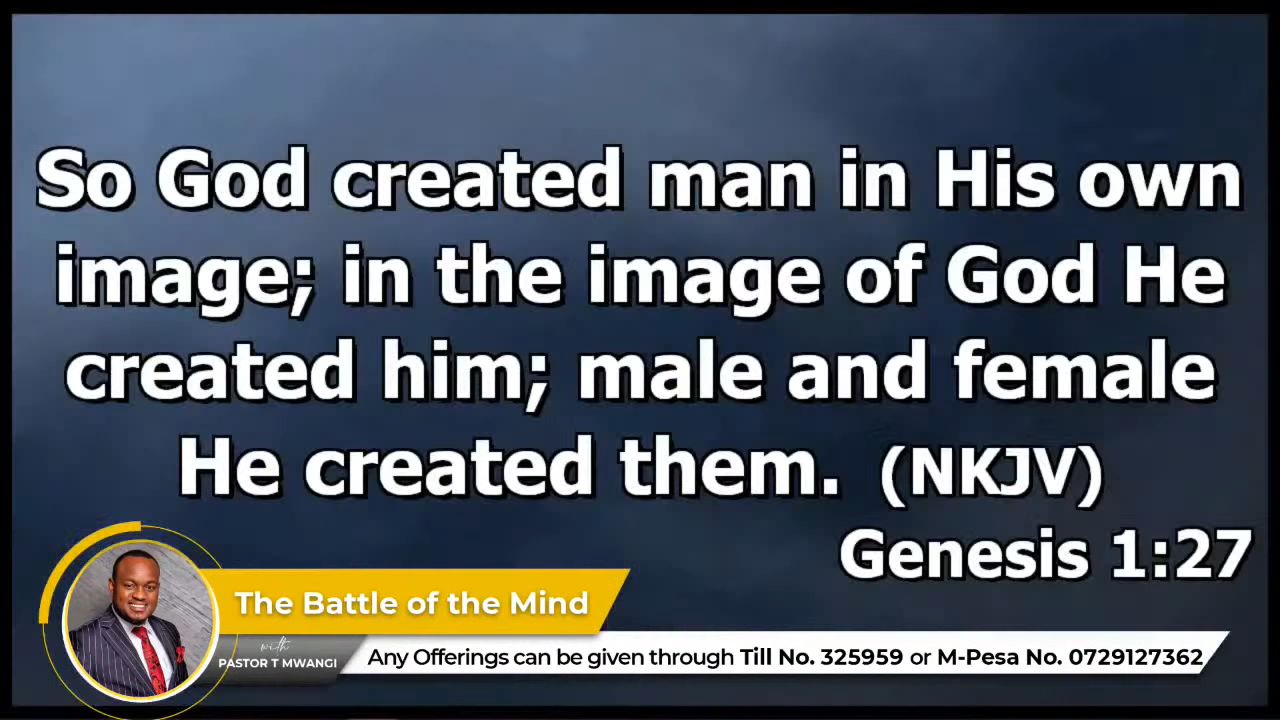 So God created man in His own
image; in the image of God He
created him; male and female
He created them. (NKJV)
Genesis 1:27
The Battle of the Mind
with
PASTOR T MWANGI
Any Offerings can be given through Till No. 325959 or M-Pesa No. 0729127362